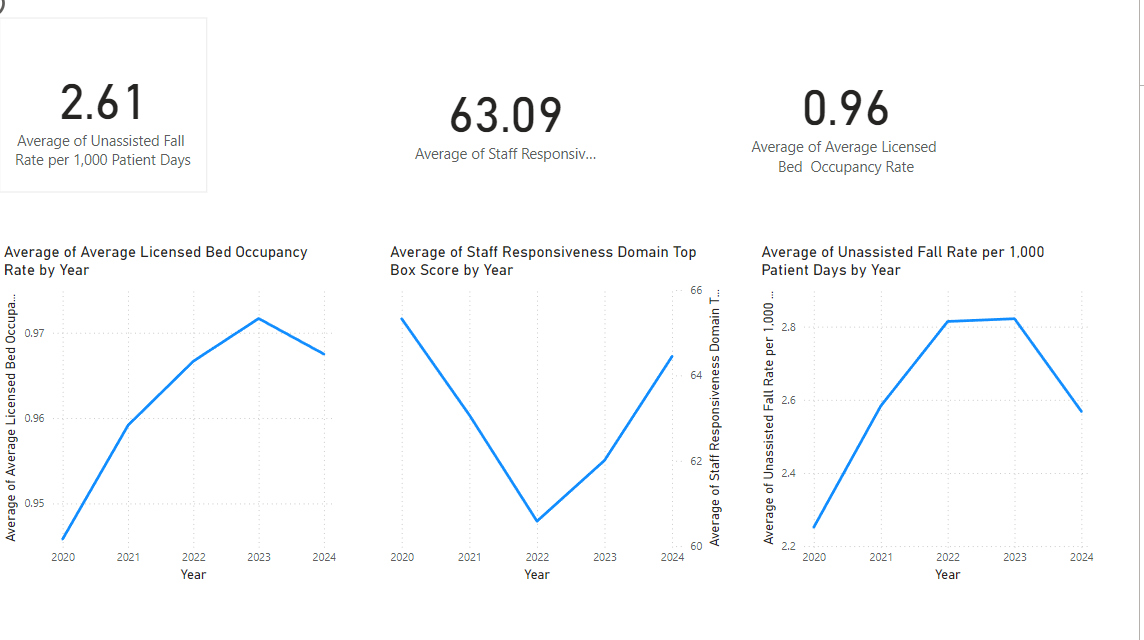 2.61
Average of Unassisted Fall
Rate per 1,000 Patient Days
63.09
Average of Staff Responsiv...
0.96
Average of Average Licensed
Bed Occupancy Rate
Average of Average Licensed Bed Occupancy
Rate by Year
Average of Average Licensed Bed Occupa...
0.97
0.96
0.95
2020 2021 2022 2023 2024
Year
Average of Staff Responsiveness Domain Top
Box Score by Year
66
64
62
60
Average of Staff Responsiveness Domain T...
2020 2021 2022 2023 2024
Year
Average of Unassisted Fall Rate per 1,000
Patient Days by Year
Average of Unassisted Fall Rate per 1,000 ...
2.8
2.6
2.4
2.2
2020 2021 2022 2023 2024
Year